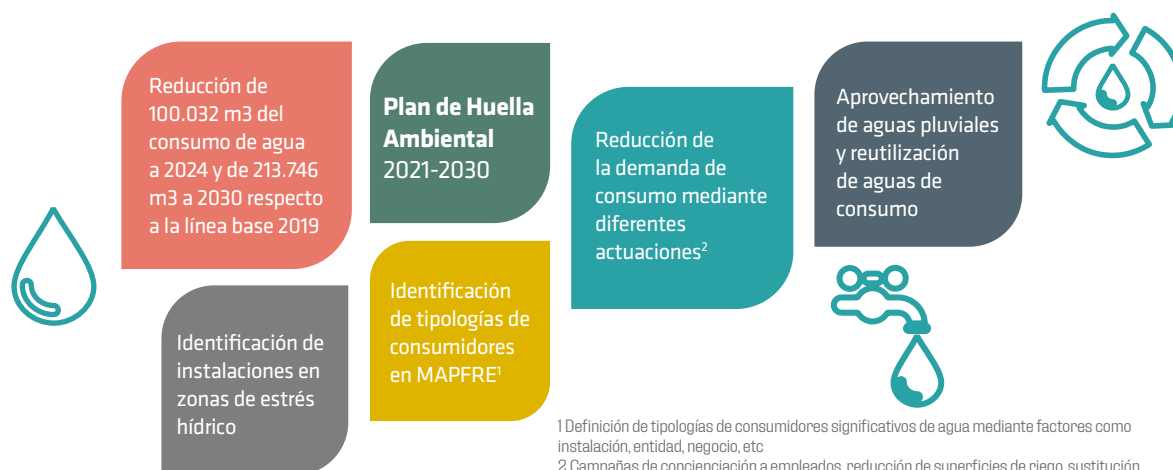 Reducción de
100.032 m3 del
consumo de agua
a 2024 y de 213.746
m3 a 2030 respecto
a la línea base 2019
Plan de Huella
Ambiental
2021-2030
Reducción de
la demanda de
consumo mediante
diferentes
actuaciones²
Aprovechamiento
de aguas pluviales
y reutilización
de aguas de
consumo
Identificación de
instalaciones en
zonas de estrés
hídrico
Identificación
de tipologías de
consumidores
en MAPFRE¹
1 Definición de tipologías de consumidores significativos de agua mediante factores como
instalación, entidad, negocio, etc
2 Campañas de concienciación a empleados, reducción de superficies de riego, sustitución